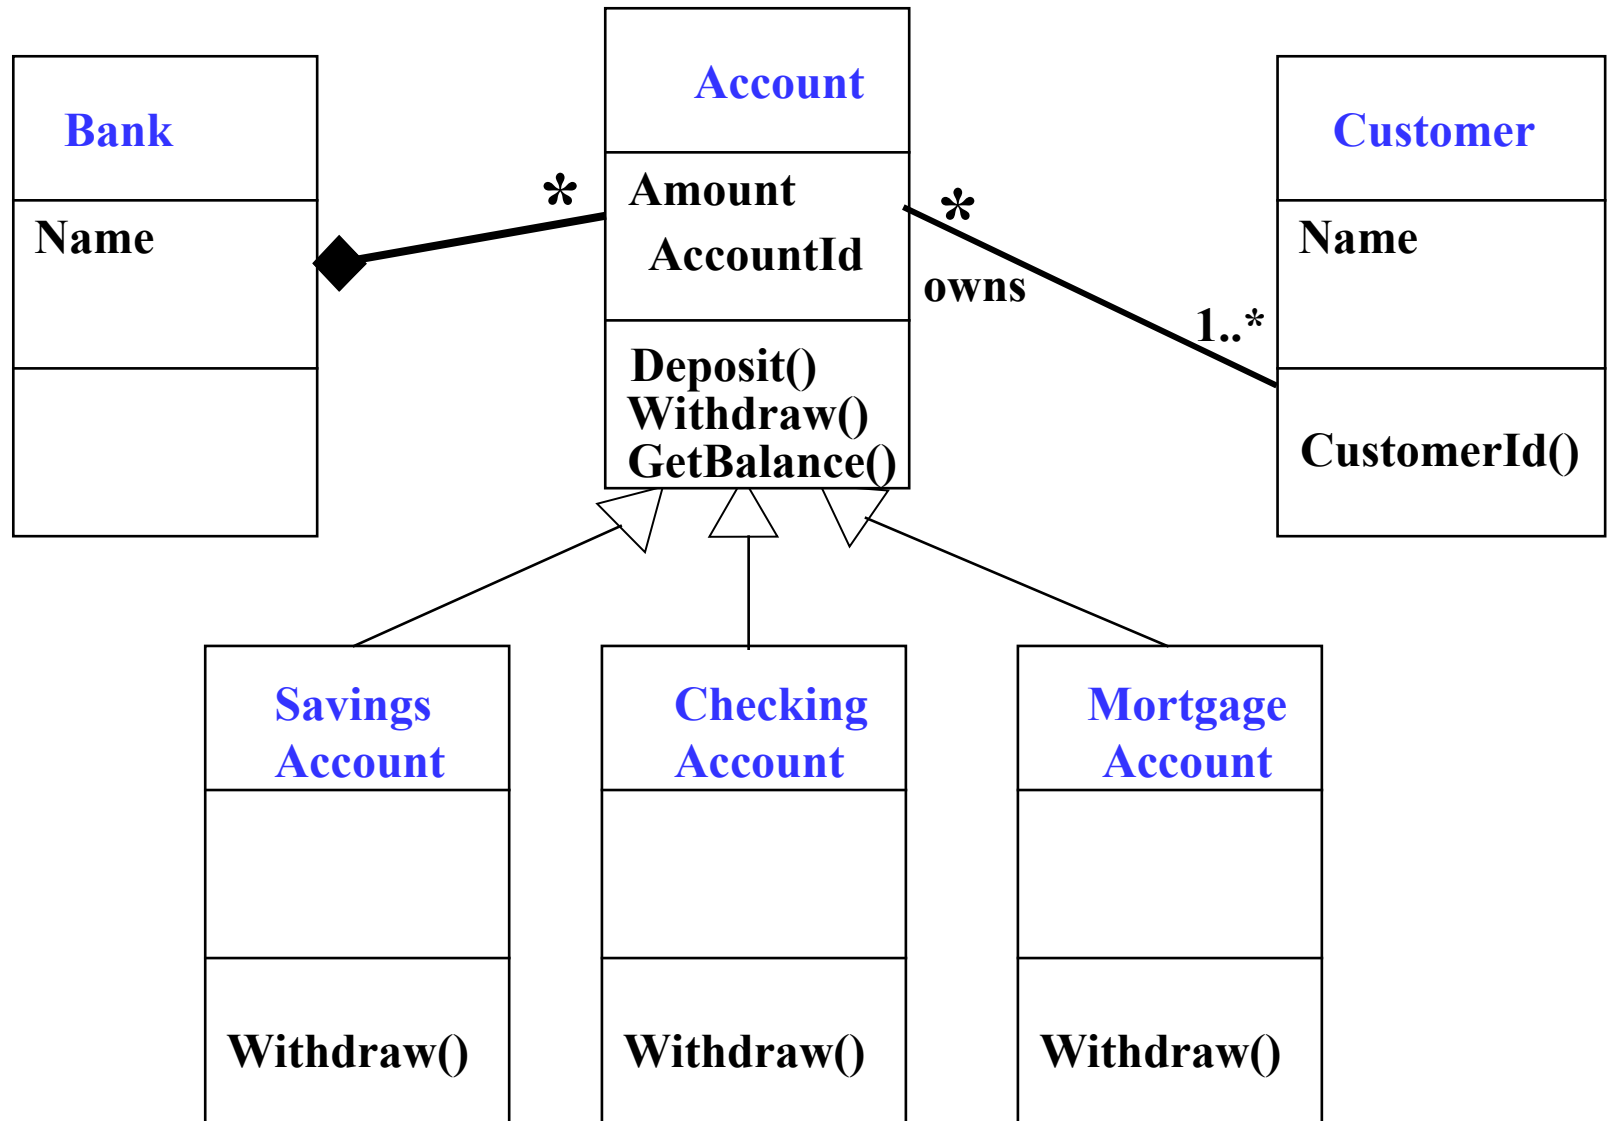 Bank
Name
*
Account
Amount
AccountId
Deposit()
Withdraw()
GetBalance()
*
owns
1..*
Customer
Name
CustomerId()
Savings
Account
Withdraw()
Checking
Account
Withdraw()
Mortgage
Account
Withdraw()